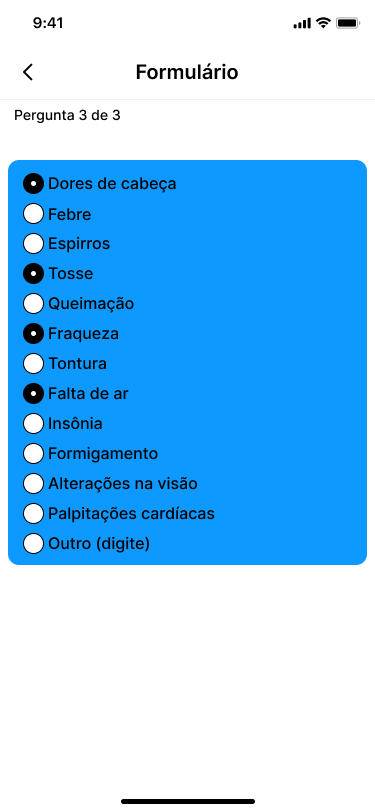 9:41
Formulário
Pergunta 3 de 3
Dores de cabeça
Febre
Espirros
Tosse
Queimação
Fraqueza
Tontura
Falta de ar
Insônia
Formigamento
Alterações na visão
Palpitações cardíacas
Outro (digite)